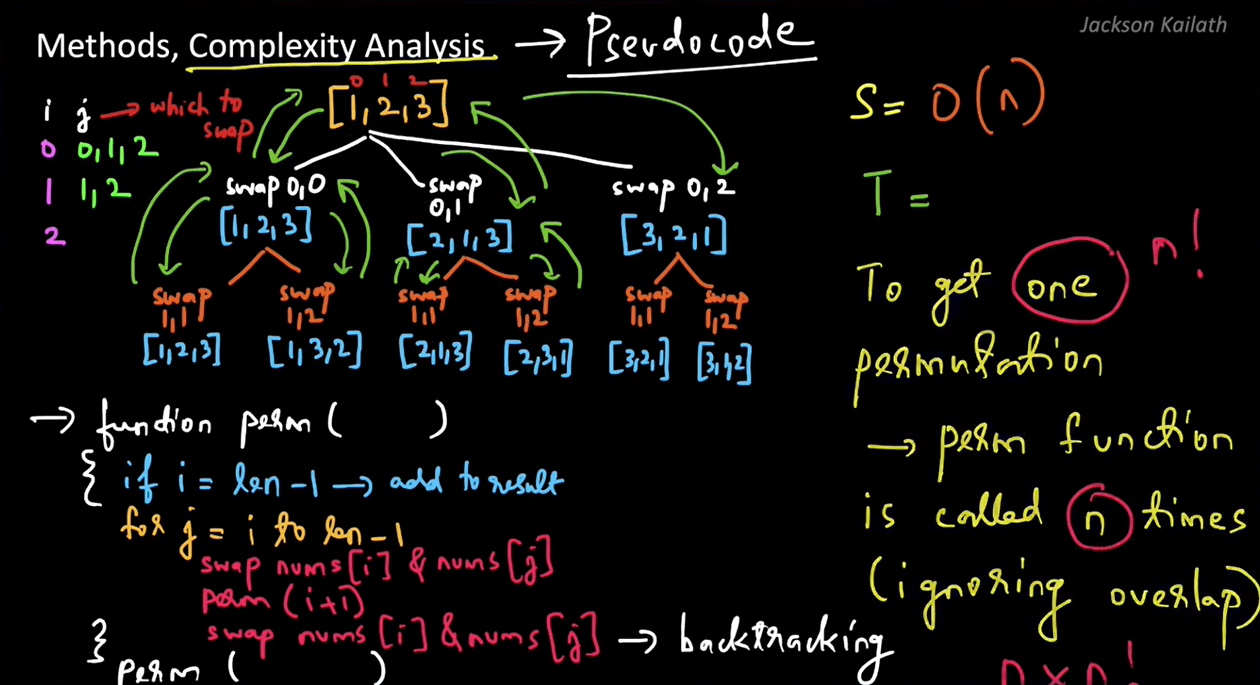 Jackson Kailath
Methods, Complexity Analysis → Pseudocode
0 1 2
[1,2,3]
i j → which to
swap
0 0,1,2
1 1,2
2
swap 0,0
swap
0,1
swap 0,2
[1,2,3]
[2,1,3]
[3,2,1]
swap
1,1
swap
1,2
swap
1,1
swap
1,2
swap
1,1
swap
1,2
[1,2,3]
[1,3,2]
[2,1,3]
[2,3,1]
[3,2,1]
[3,1,2]
→ function perm ( )
{ if i = len -1 → add to result
for j = i to len -1
swap nums[i] & nums[j]
perm (i+1)
swap nums[i] & nums[j] → backtracking
}
perm ( )
S = O(n)
T =
n!
To get one
permutation
→ perm function
is called n times
(ignoring overlap)
n × n!